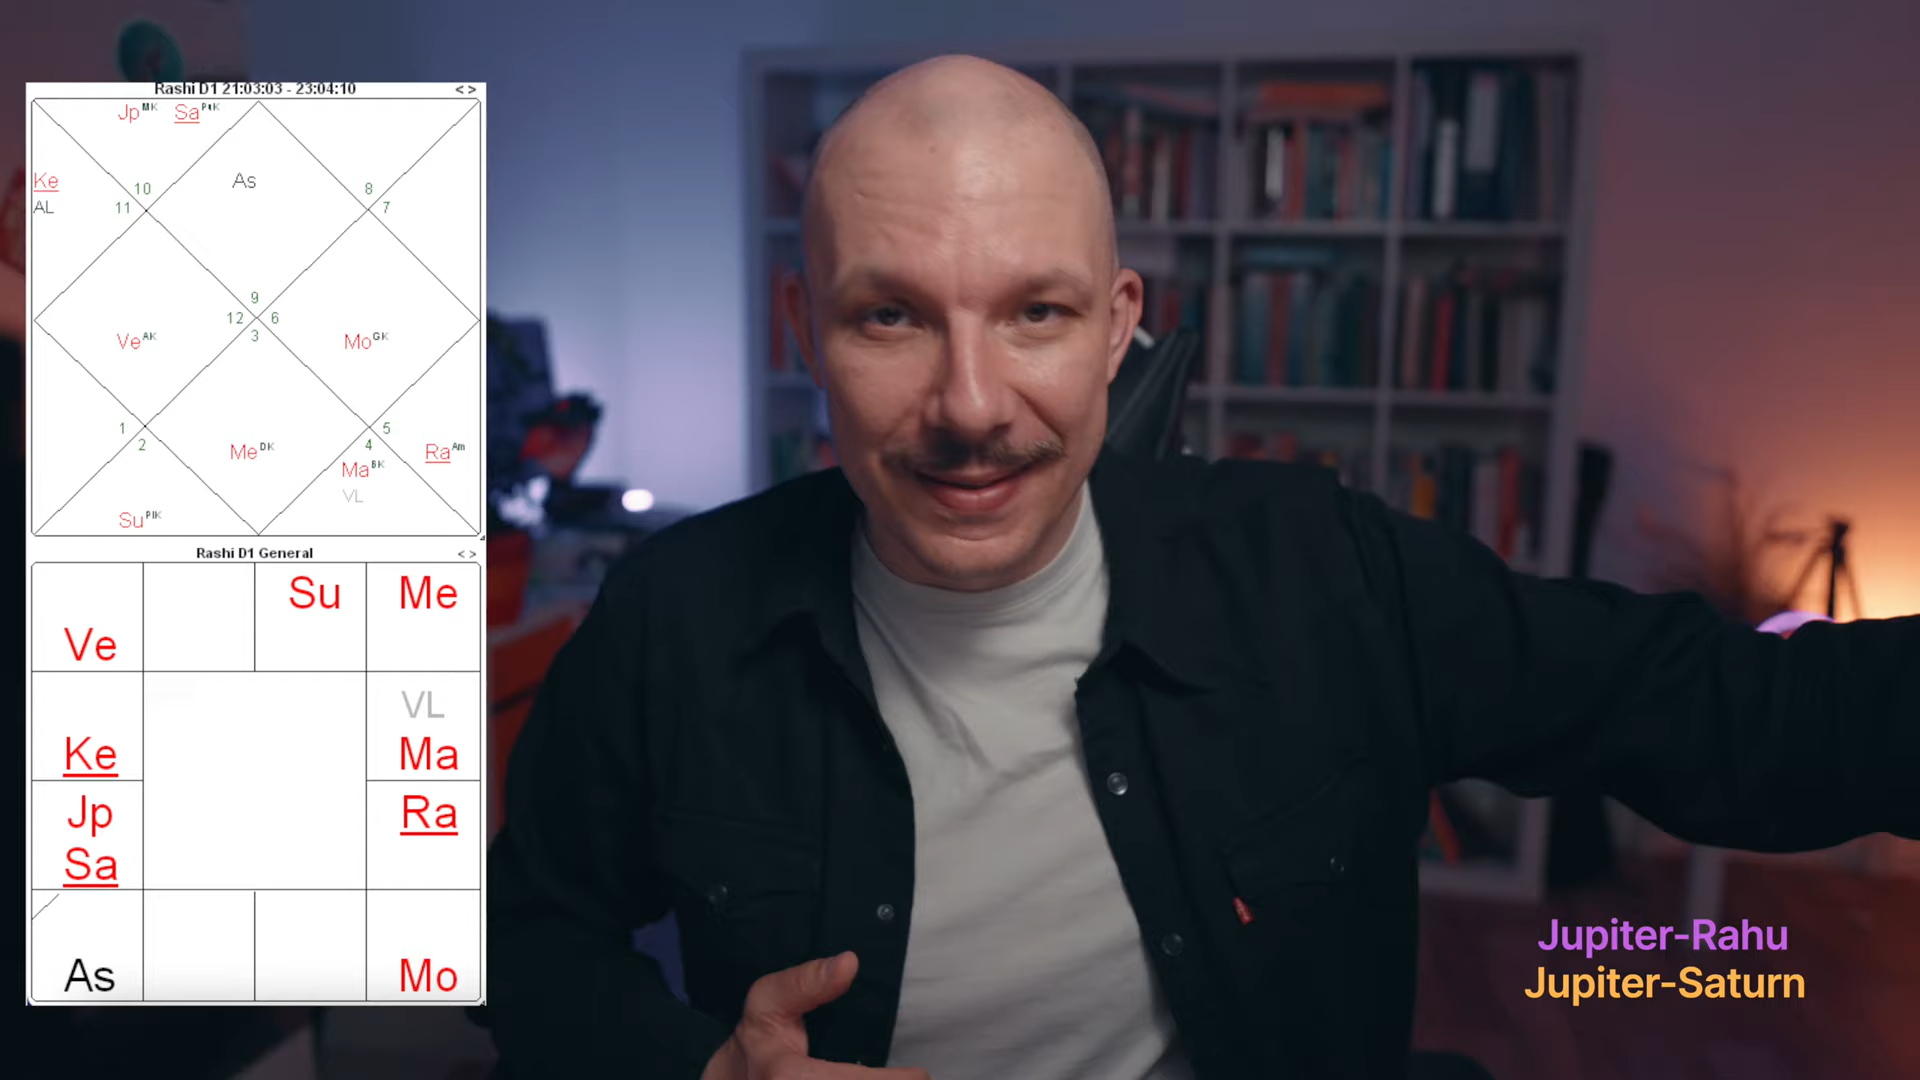 Rashi D1 21:03:03 - 23:04:10
< >
Jp MK Sa PtK
Ke
AL
As
10
11
8
7
9
12 6
3
Ve AK
Mo GK
1
2
5
4
Me DK
Ma BK
VL
Ra Am
Su PiK
Rashi D1 General
< >
Su
Me
Ve
VL
Ke
Ma
Jp
Ra
Sa
As
Mo
Jupiter-Rahu
Jupiter-Saturn